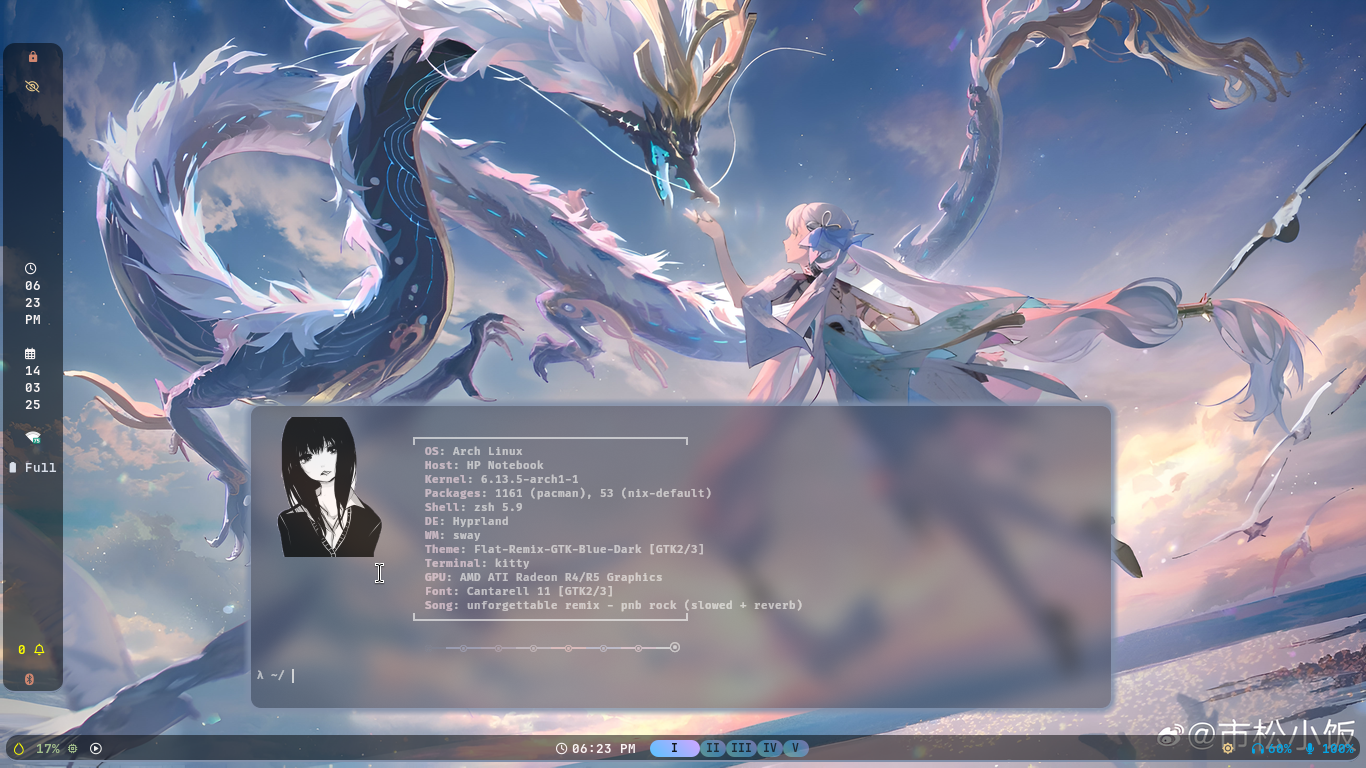 06
23
PM
14
03
25
Full
0
OS: Arch Linux
Host: HP Notebook
Kernel: 6.13.5-arch1-1
Packages: 1161 (pacman), 53 (nix-default)
Shell: zsh 5.9
DE: Hyprland
WM: sway
Theme: Flat-Remix-GTK-Blue-Dark [GTK2/3]
Terminal: kitty
GPU: AMD ATI Radeon R4/R5 Graphics
Font: Cantarell 11 [GTK2/3]
Song: unforgettable remix - pnb rock (slowed + reverb)
λ ~/
@市松小饭
17% 06:23 PM I II III IV V 100%